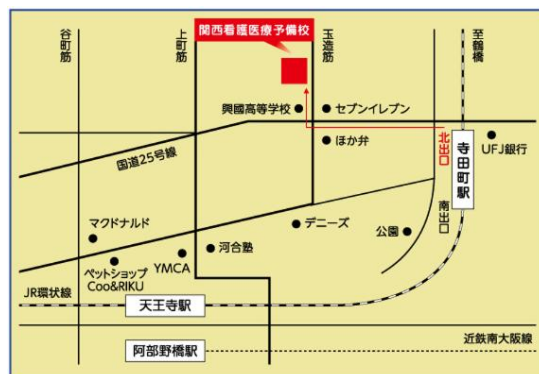 谷町筋
上町筋
関西看護医療予備校
玉造筋
至鶴橋
興國高等学校
セブンイレブン
ほか弁
北出口
寺田町駅
UFJ銀行
国道25号線
南出口
マクドナルド
デニーズ
公園
河合塾
YMCA
ペットショップ
Coo&RIKU
JR環状線
天王寺駅
近鉄南大阪線
阿部野橋駅